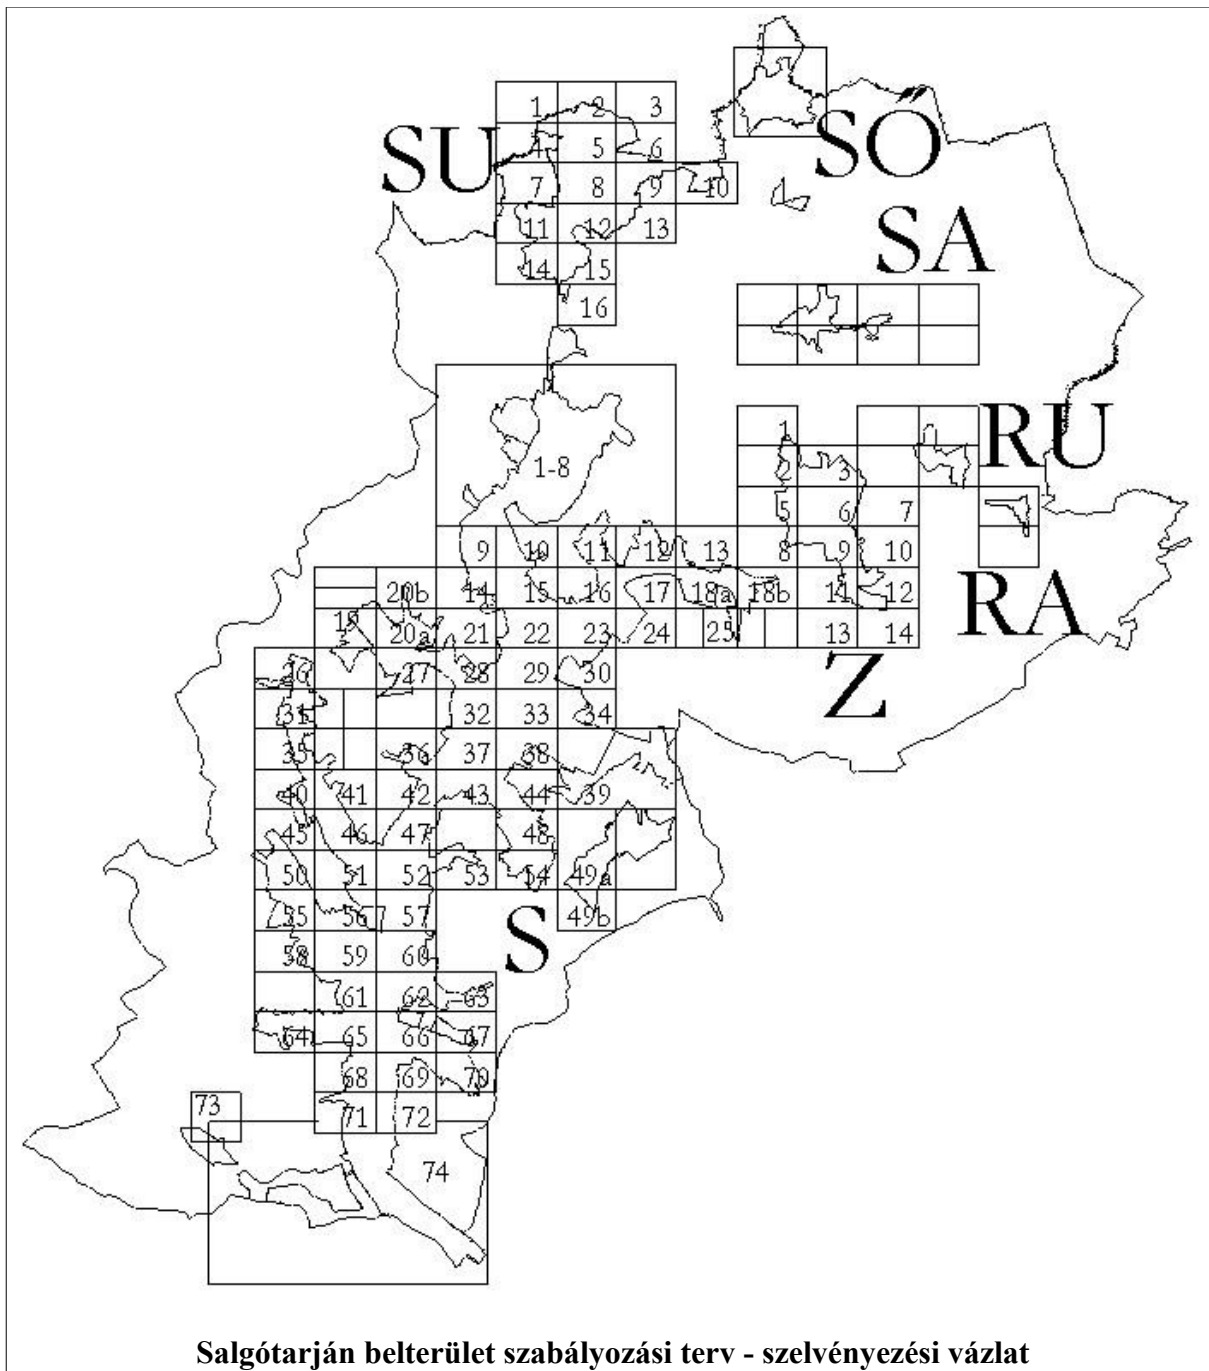 1 2 3
SU 4 5 6 SO
7 8 9 10
11 12 13
SA
14 15
16
1 RU
1-8 2 3
5 6 7
9 10 11 12 13 8 9 10
20b 14 15 16 17 18a 18b 11 12 RA
19 20a 21 22 23 24 25 13 14
26 27 28 29 30 Z
31 32 33 34
35 36 37 38
40 41 42 43 44 39
45 46 47 48
50 51 52 53 54 49a
55 56 57 49b
S
58 59 60
61 62 63
64 65 66 67
68 69 70
73 71 72
74
Salgótarján belterület szabályozási terv - szelvényezési vázlat